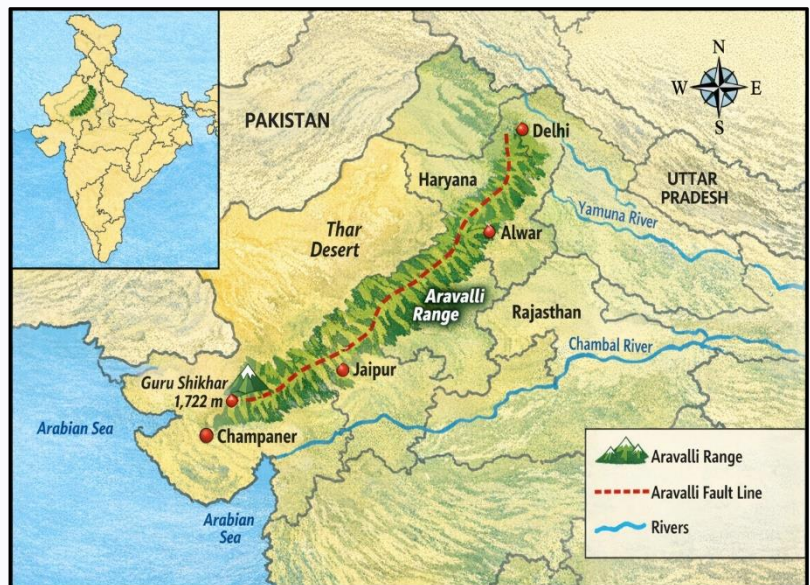 N
W E
S
PAKISTAN
Delhi
Haryana
UTTAR
PRADESH
Yamuna River
Thar
Desert
Alwar
Aravalli
Range
Rajasthan
Chambal River
Guru Shikhar
1,722 m
Jaipur
Arabian Sea
Champaner
Arabian
Sea
Aravalli Range
Aravalli Fault Line
Rivers